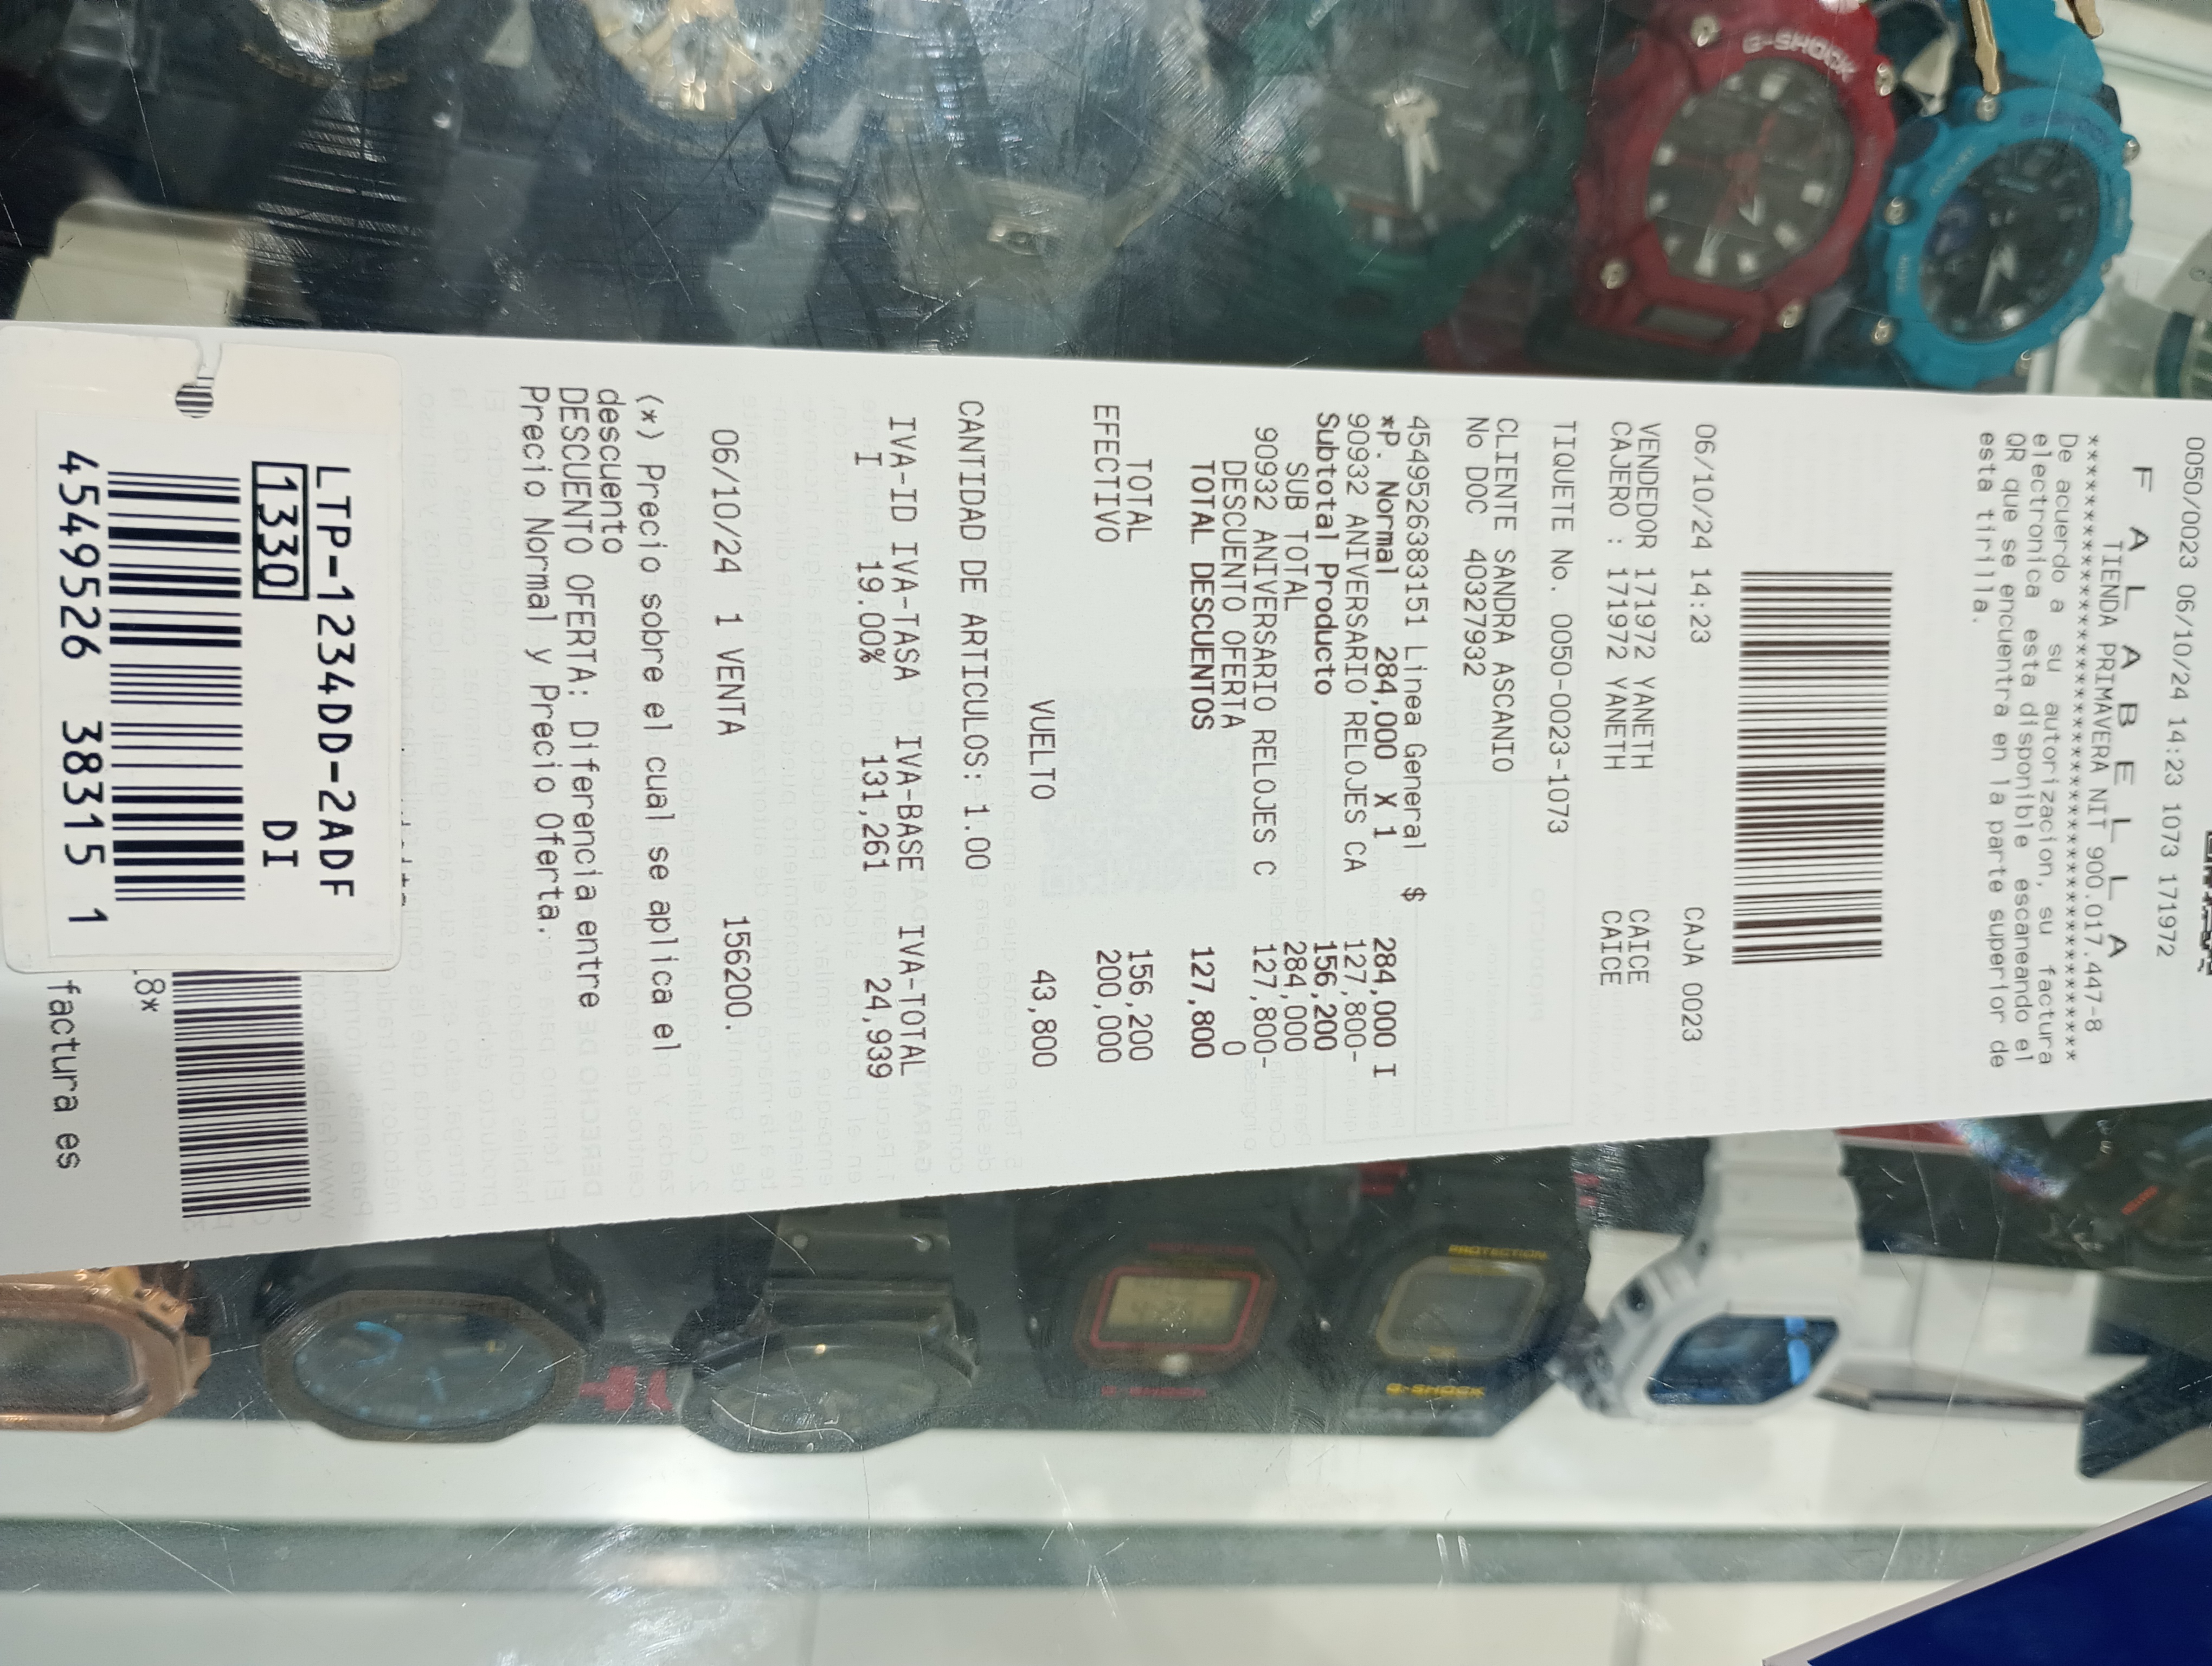 0050/0023 06/10/24 14:23 1073 171972
F A L A B E L L A
TIENDA PRIMAVERA NIT 900.017.447-8
****************************************
De acuerdo a su autorizacion, su factura
electronica esta disponible escaneando el
QR que se encuentra en la parte superior de
esta tirilla.
06/10/24 14:23 CAJA 0023
VENDEDOR 171972 YANETH CAICE
CAJERO : 171972 YANETH CAICE
TIQUETE No. 0050-0023-1073
CLIENTE SANDRA ASCANIO
No DOC 40327932
4549526383151 Linea General $
*P. Normal 284,000 X 1 284,000 I
90932 ANIVERSARIO RELOJES CA 127,800-
Subtotal Producto 156,200
SUB TOTAL 284,000
90932 ANIVERSARIO RELOJES C 127,800-
DESCUENTO OFERTA 0
TOTAL DESCUENTOS 127,800
TOTAL 156,200
EFECTIVO 200,000
VUELTO 43,800
CANTIDAD DE ARTICULOS: 1.00
IVA-ID IVA-TASA IVA-BASE IVA-TOTAL
I 19.00% 131,261 24,939
06/10/24 1 VENTA 156200.
(*) Precio sobre el cual se aplica el
descuento
DESCUENTO OFERTA: Diferencia entre
Precio Normal y Precio Oferta.
.8*
factura es
LTP-1234DD-2ADF
1330 DI
4549526 38315 1
G-SHOCK
PROTECTION
G-SHOCK
PROTECTION
G-SHOCK